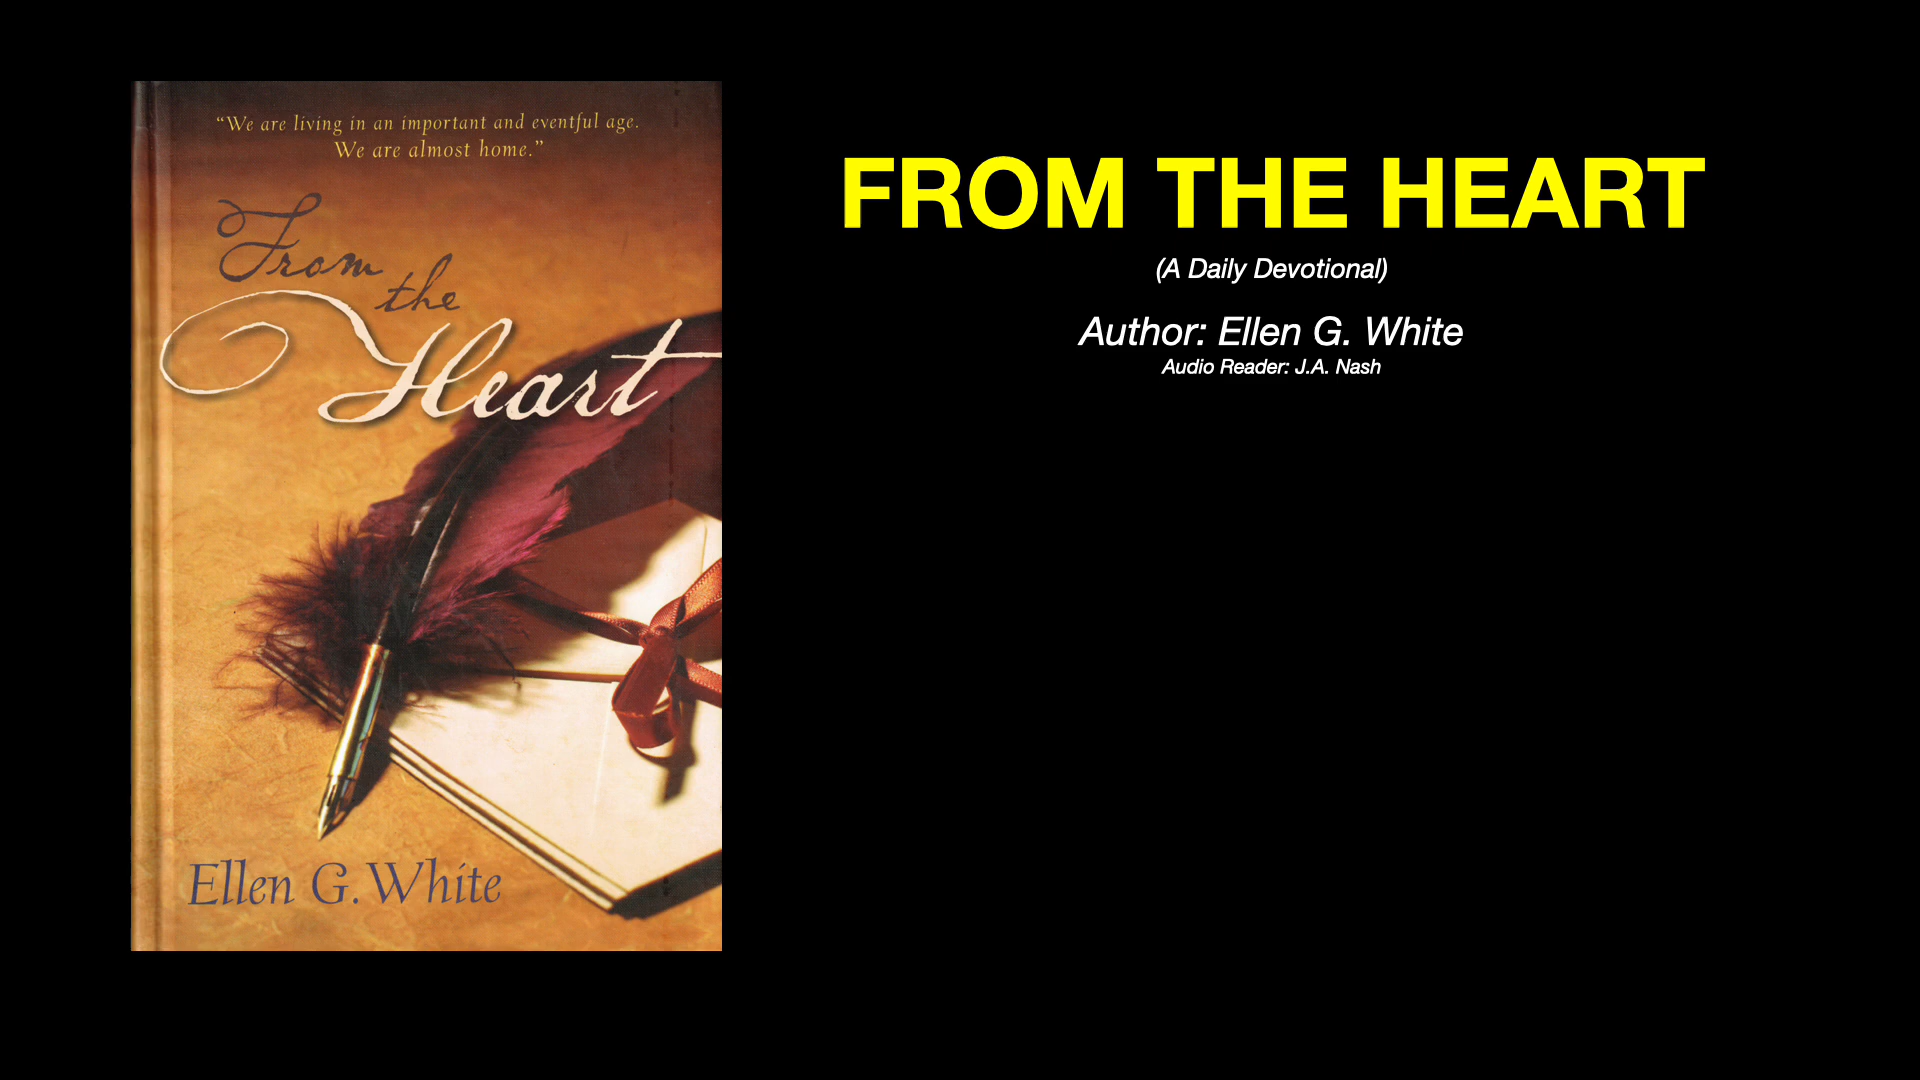 “We are living in an important and eventful age.
We are almost home.”
From
the
Heart
Ellen G. White
FROM THE HEART
(A Daily Devotional)
Author: Ellen G. White
Audio Reader: J.A. Nash